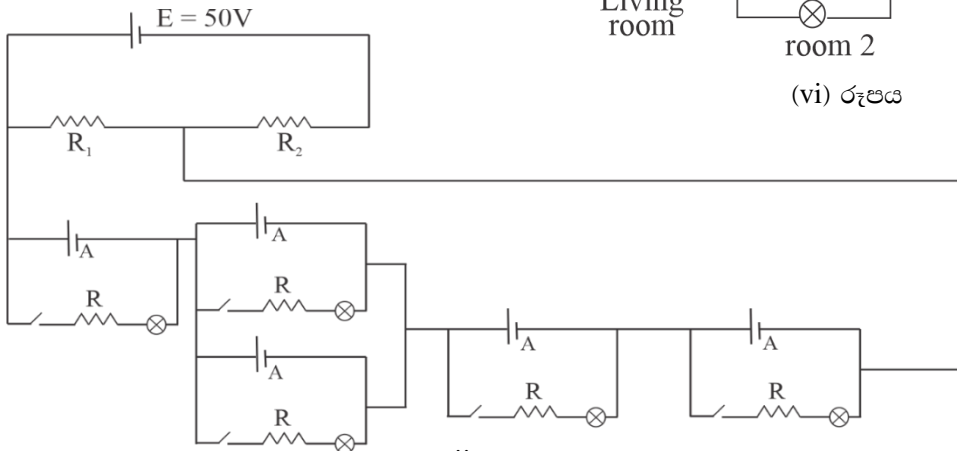 E = 50V
Living
room
room 2
(vi) රූපය
R₁
R₂
A
A
R
R
A
A
A
R
R
R